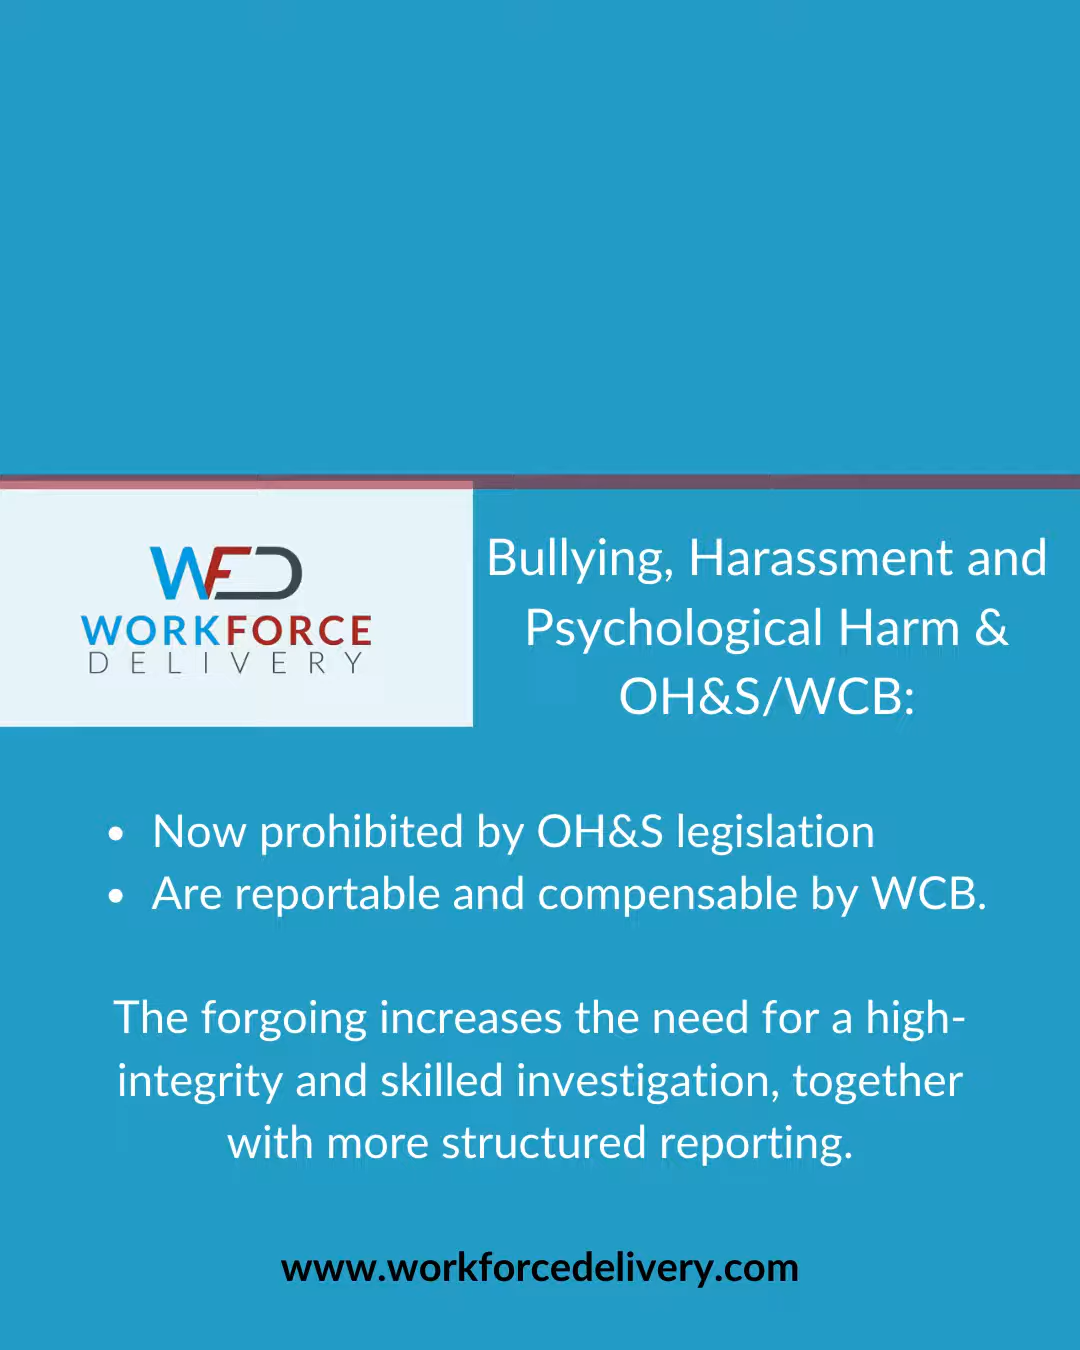 WFD
WORKFORCE
DELIVERY
Bullying, Harassment and
Psychological Harm &
OH&S/WCB:
• Now prohibited by OH&S legislation
• Are reportable and compensable by WCB.
The forgoing increases the need for a high-
integrity and skilled investigation, together
with more structured reporting.
www.workforcedelivery.com